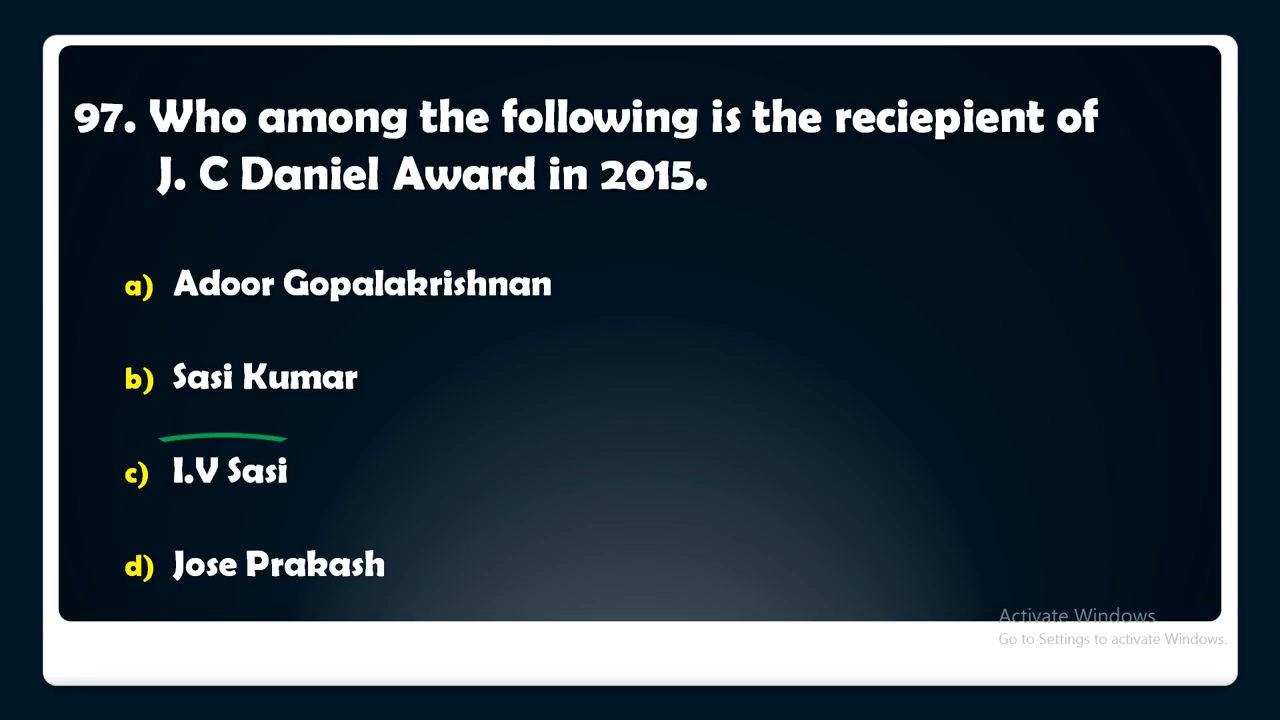 97. Who among the following is the reciepient of
J. C Daniel Award in 2015.
a) Adoor Gopalakrishnan
b) Sasi Kumar
c) I.V Sasi
d) Jose Prakash
Activate Windows
Go to Settings to activate Windows.